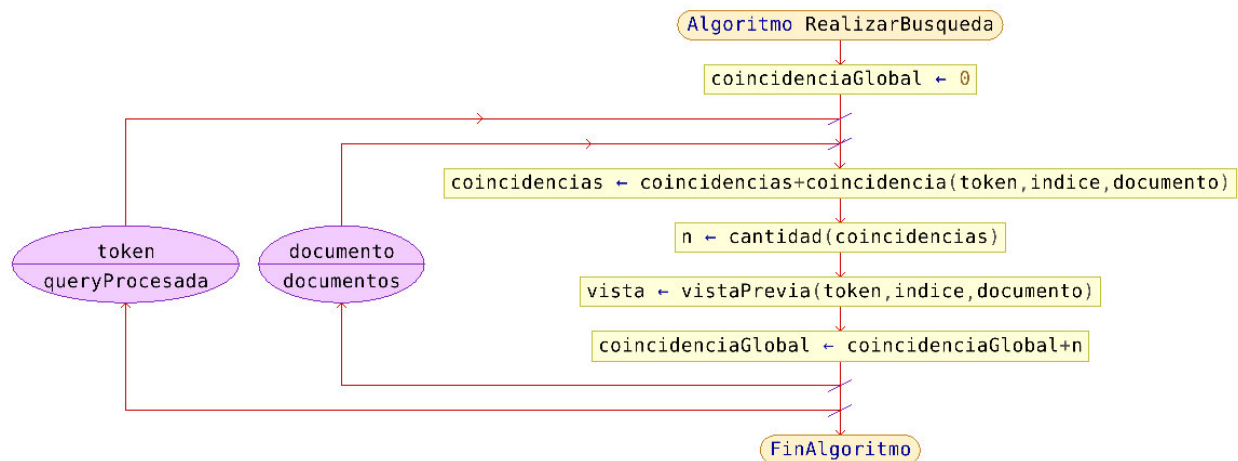 Algoritmo RealizarBusqueda
coincidenciaGlobal ← 0
coincidencias ← coincidencias+coincidencia(token,indice,documento)
token
queryProcesada
documento
documentos
n ← cantidad(coincidencias)
vista ← vistaPrevia(token,indice,documento)
coincidenciaGlobal ← coincidenciaGlobal+n
FinAlgoritmo